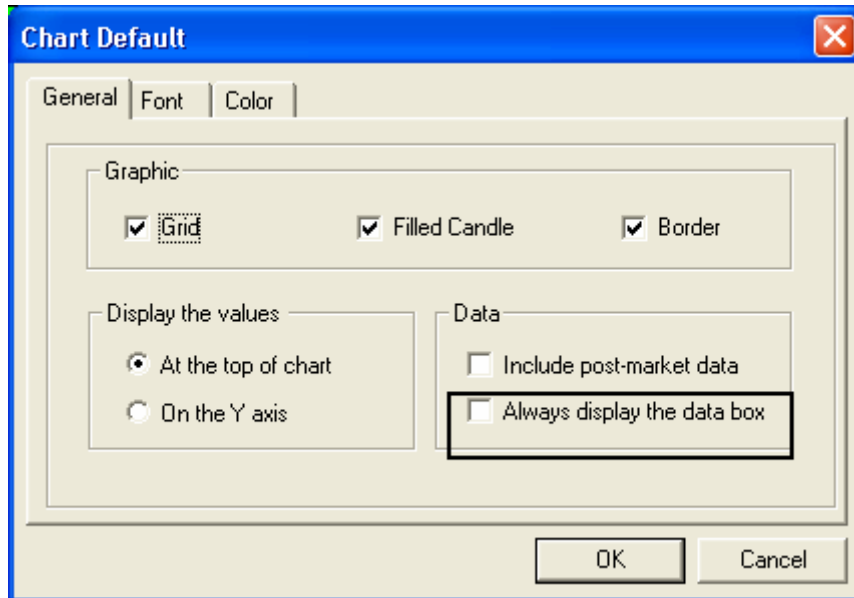 Chart Default
General Font Color
Graphic
Grid Filled Candle Border
Display the values Data
At the top of chart Include post-market data
On the Y axis Always display the data box
OK Cancel